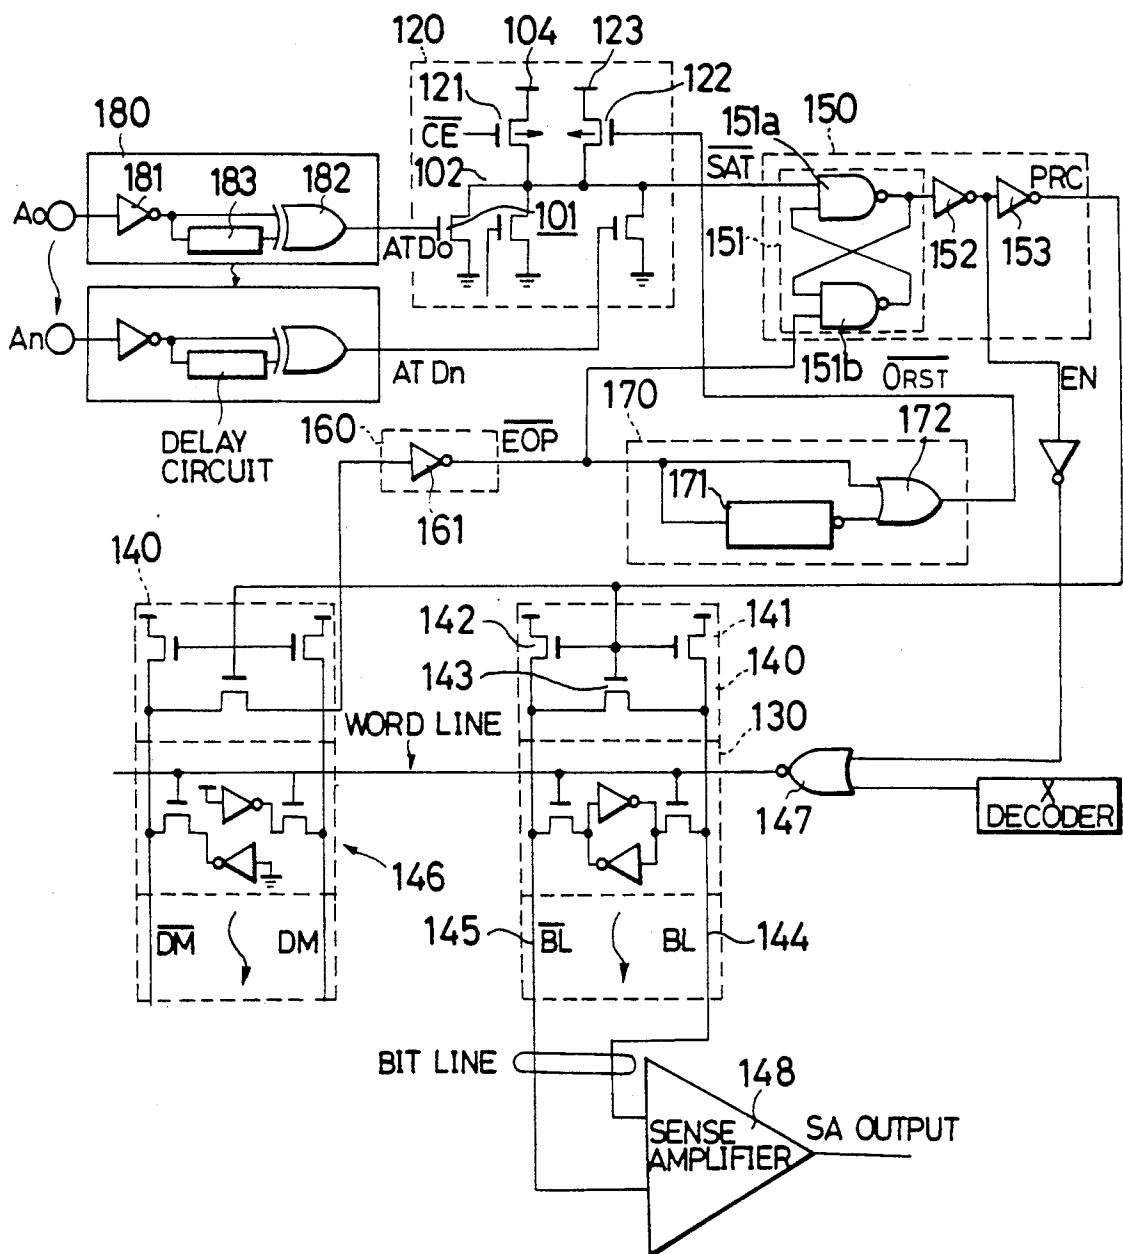 120
104
123
121
122
CE
180
181
183
182
Ao
102
ATDo
101
151a
150
SAT
PRC
151
152
153
151b
An
ATDn
DELAY
CIRCUIT
ORST
EN
160
EOP
161
170
171
172
140
142
141
143
140
130
WORD LINE
147
X
DECODER
146
DM
DM
145
BL
BL
144
BIT LINE
148
SENSE
AMPLIFIER
SA OUTPUT